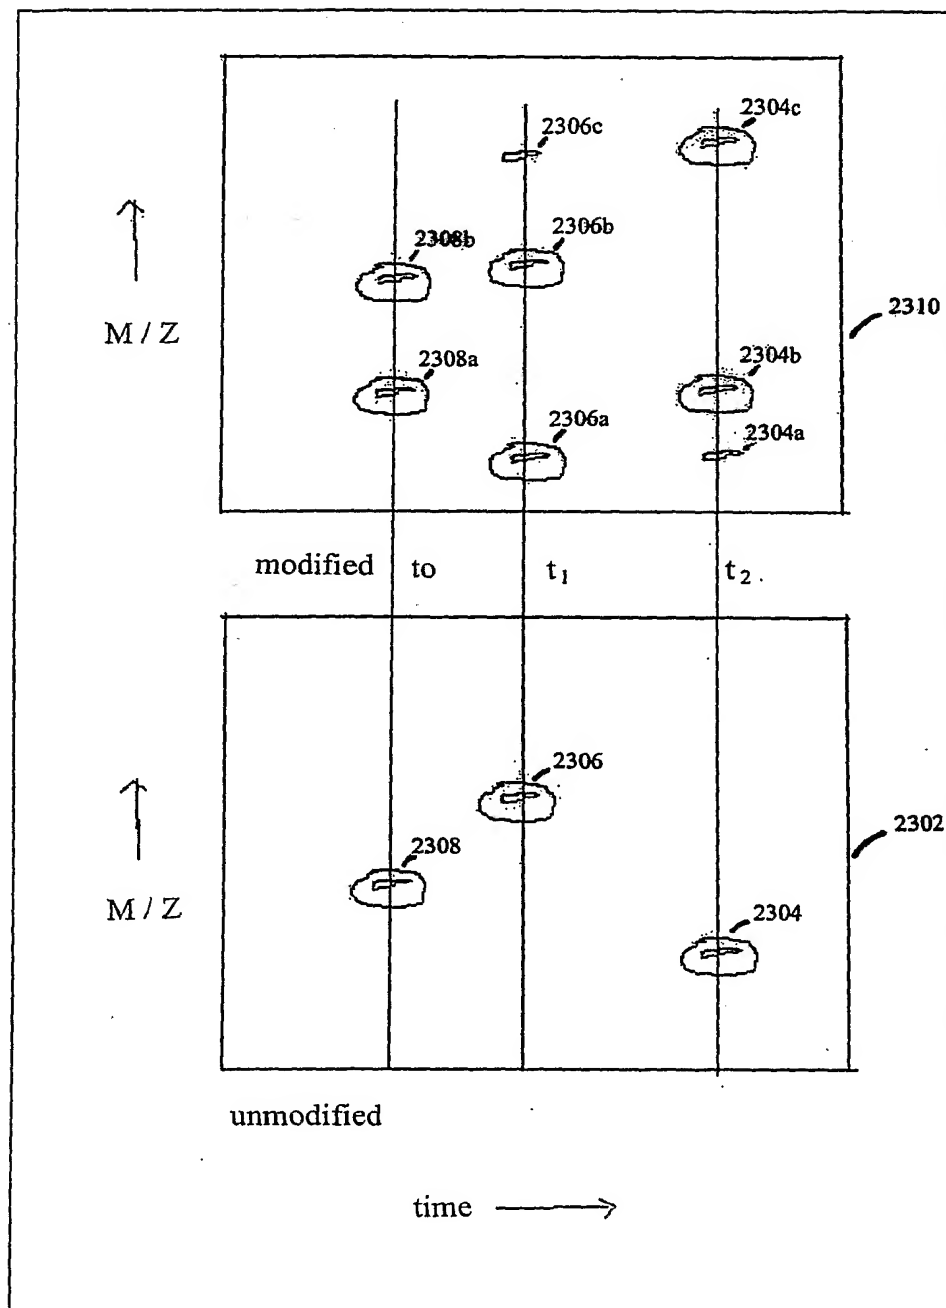 2306c
2304c
2308b
2306b
2310
M / Z
2308a
2304b
2306a
2304a
modified to t1 t2.
2306
2302
2308
M / Z
2304
unmodified
time